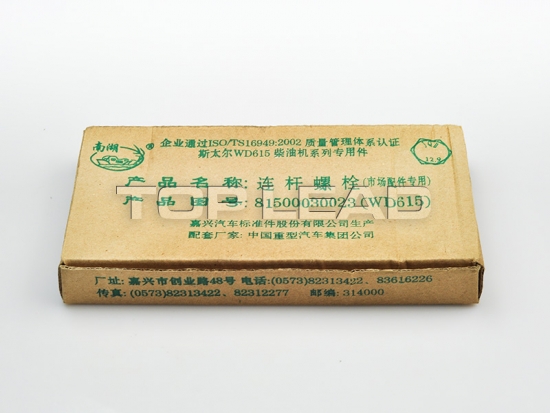 南湖®
企业通过ISO/TS16949:2002 质量管理体系认证
斯太尔WD615 柴油机系列专用件
12.9
产品名称: 连杆螺栓(市场配件专用)
产品图号: 81500030023(WD615)
TOP LEAD
嘉兴汽车标准件股份有限公司生产
配套厂家: 中国重型汽车集团公司
厂址: 嘉兴市创业路48号 电话: (0573)82313422、83616226
传真: (0573)82313422、82312277 邮编: 314000